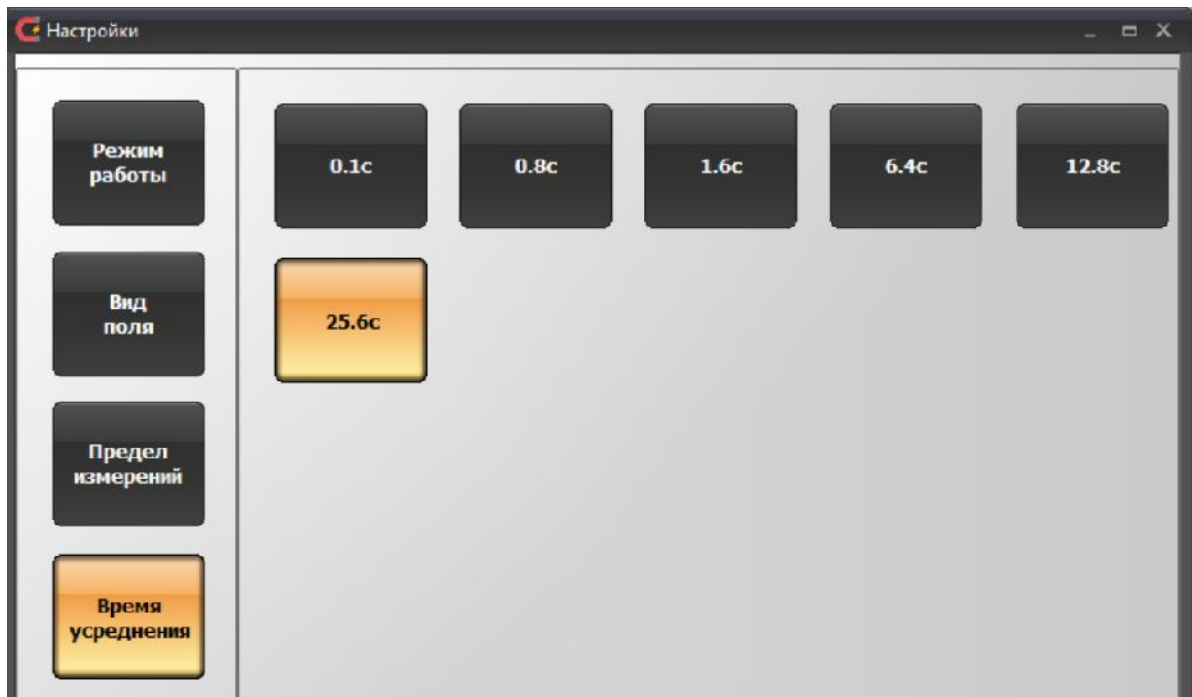 Настройки
Режим
работы
Вид
поля
Предел
измерений
Время
усреднения
0.1с
0.8с
1.6с
6.4с
12.8с
25.6с